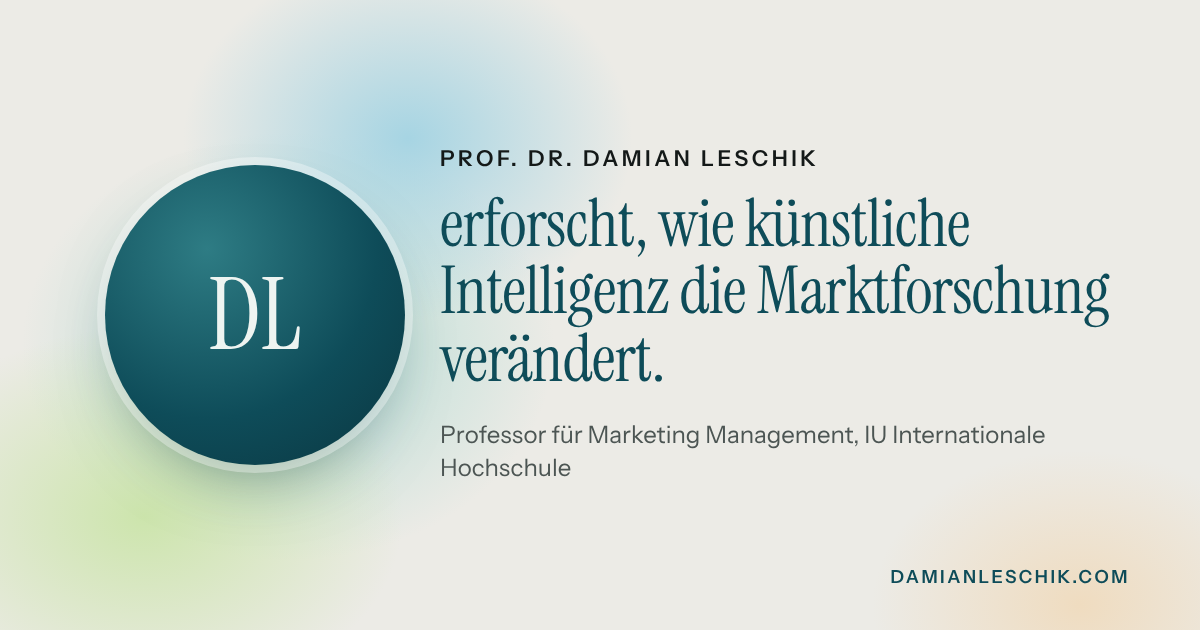 DL
PROF. DR. DAMIAN LESCHIK
erforscht, wie künstliche
Intelligenz die Marktforschung
verändert.
Professor für Marketing Management, IU Internationale
Hochschule
DAMIANLESCHIK.COM